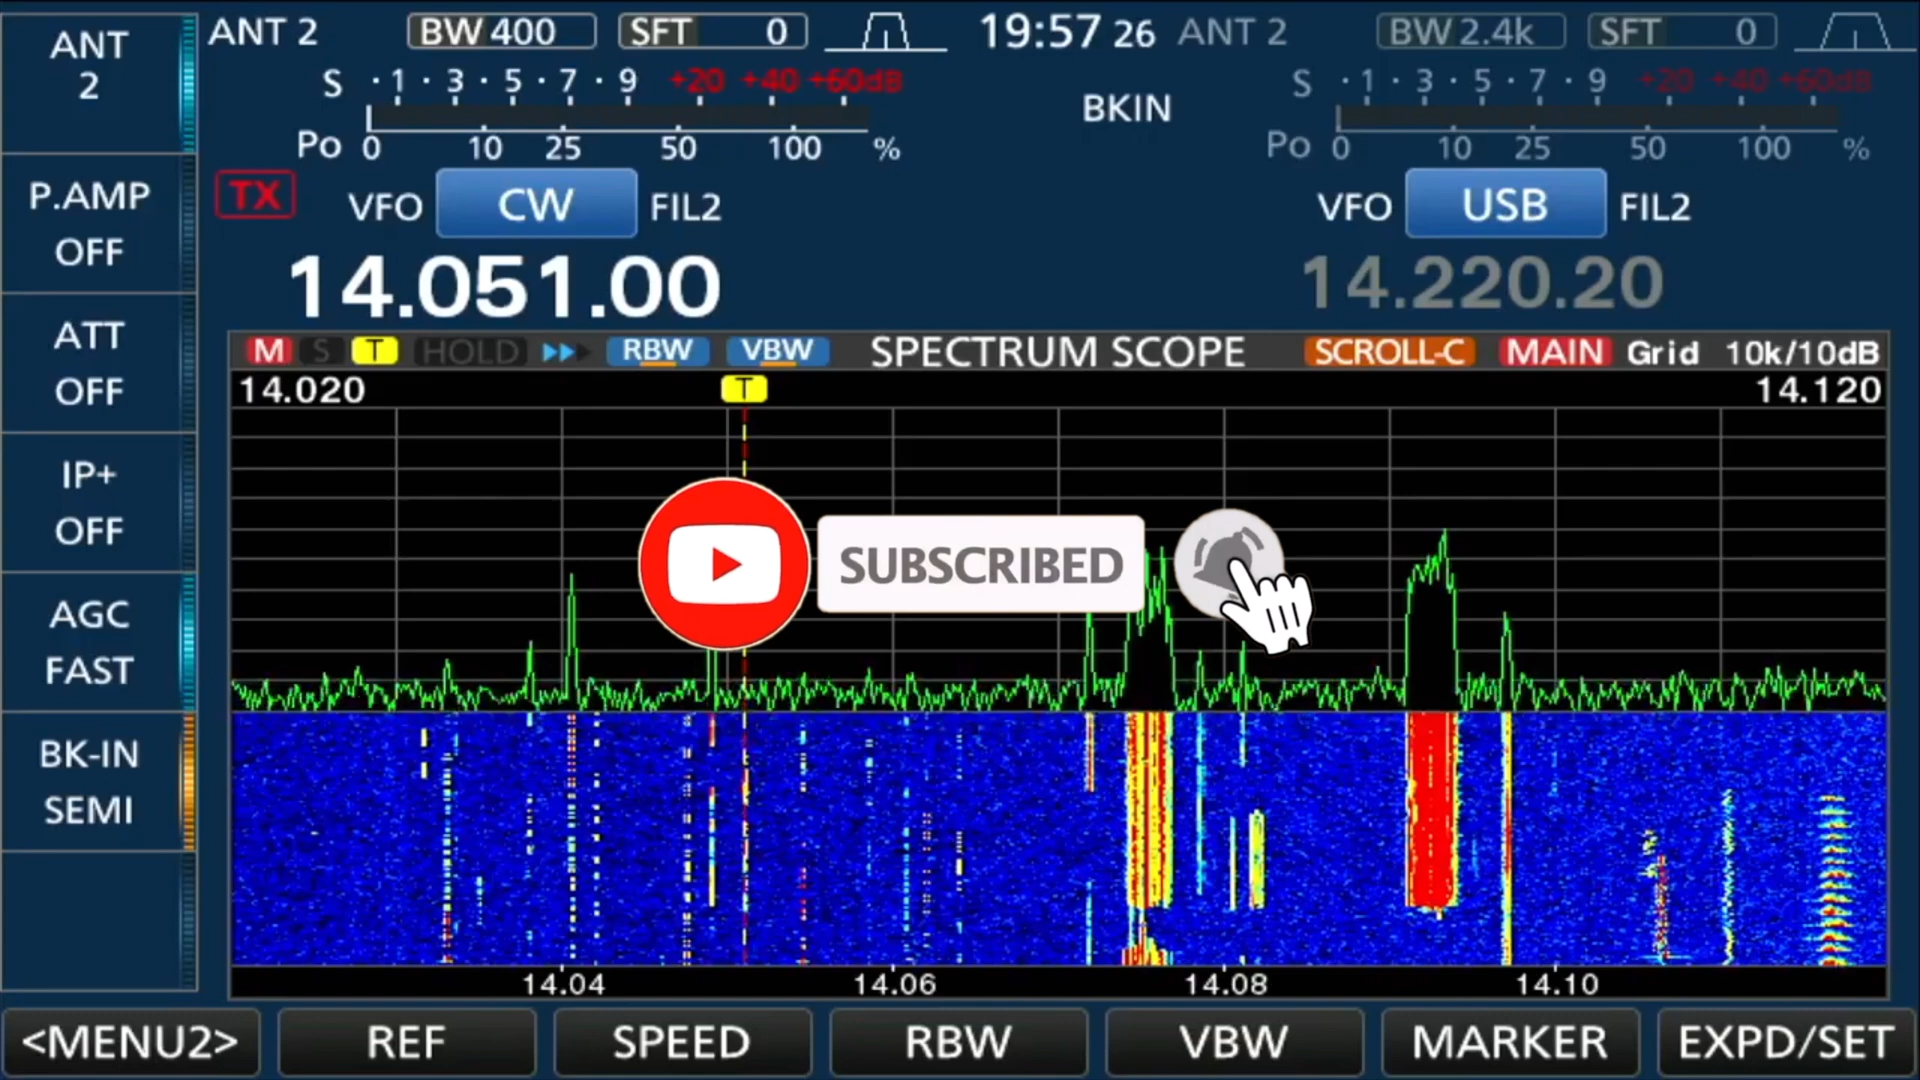 ANT 2 BW 400 SFT 0 19:57 26 ANT 2 BW 2.4k SFT 0
ANT
2
S ·1·3·5·7·9 +20 +40 +60dB
S ·1·3·5·7·9 +20 +40 +60dB
BKIN
Po 0 10 25 50 100 %
Po 0 10 25 50 100 %
P.AMP
OFF
TX VFO CW FIL2
VFO USB FIL2
14.051.00
14.220.20
ATT
OFF
M S T HOLD RBW VBW SPECTRUM SCOPE SCROLL-C MAIN Grid 10k/10dB
14.020 T 14.120
IP+
OFF
SUBSCRIBED
AGC
FAST
BK-IN
SEMI
14.04 14.06 14.08 14.10
<MENU2> REF SPEED RBW VBW MARKER EXPD/SET